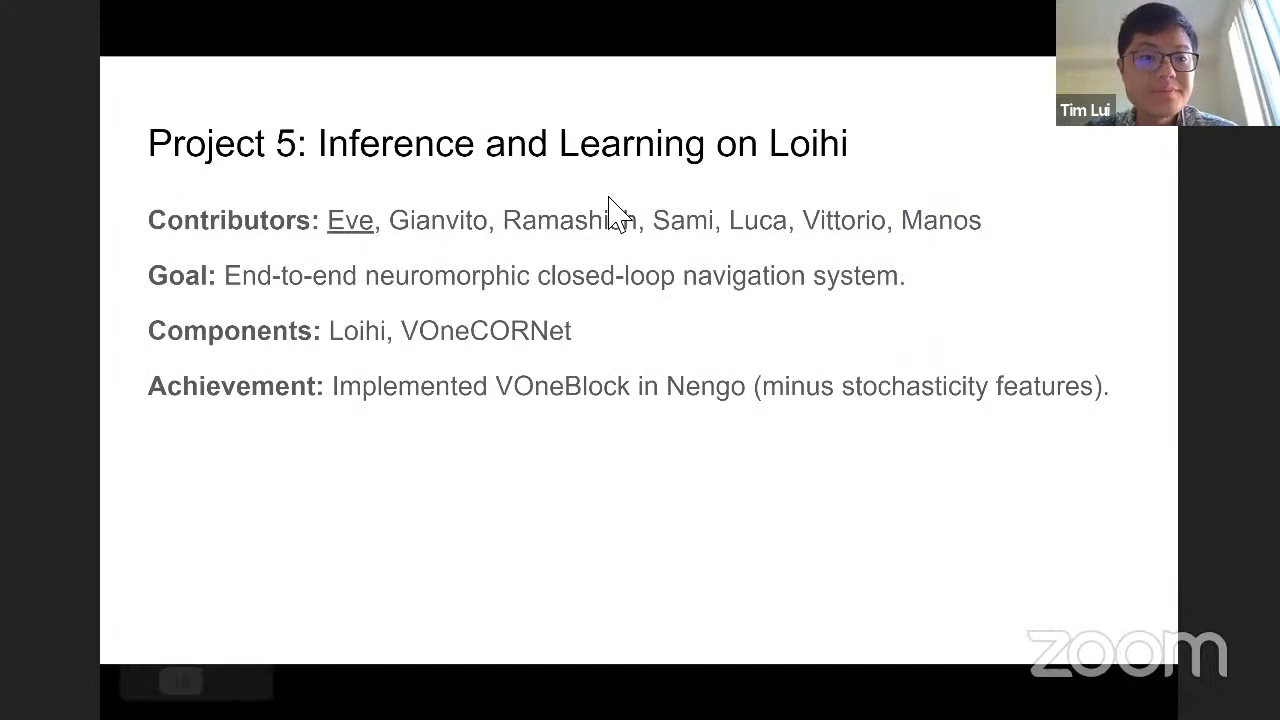 Tim Lui
Project 5: Inference and Learning on Loihi
Contributors: Eve, Gianvito, Sami, Luca, Vittorio, Manos
Goal: End-to-end neuromorphic closed-loop navigation system.
Components: Loihi, VOneCORNet
Achievement: Implemented VOneBlock in Nengo (minus stochasticity features).
zoom